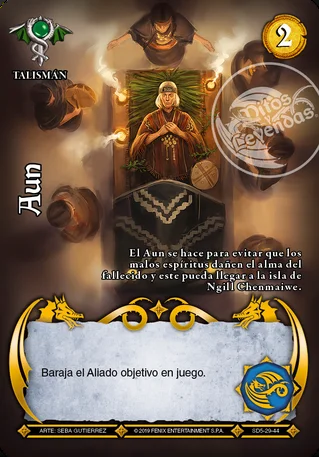 2
TALISMÁN
Mitos
y
Leyendas
Aun
El Aun se hace para evitar que los
malos espíritus dañen el alma del
fallecido y este pueda llegar a la isla de
Ngill Chenmaiwe.
Baraja el Aliado objetivo en juego.
ARTE: SEBA GUTIERREZ
© 2019 FENIX ENTERTAINMENT S.P.A.
SD5-29-44